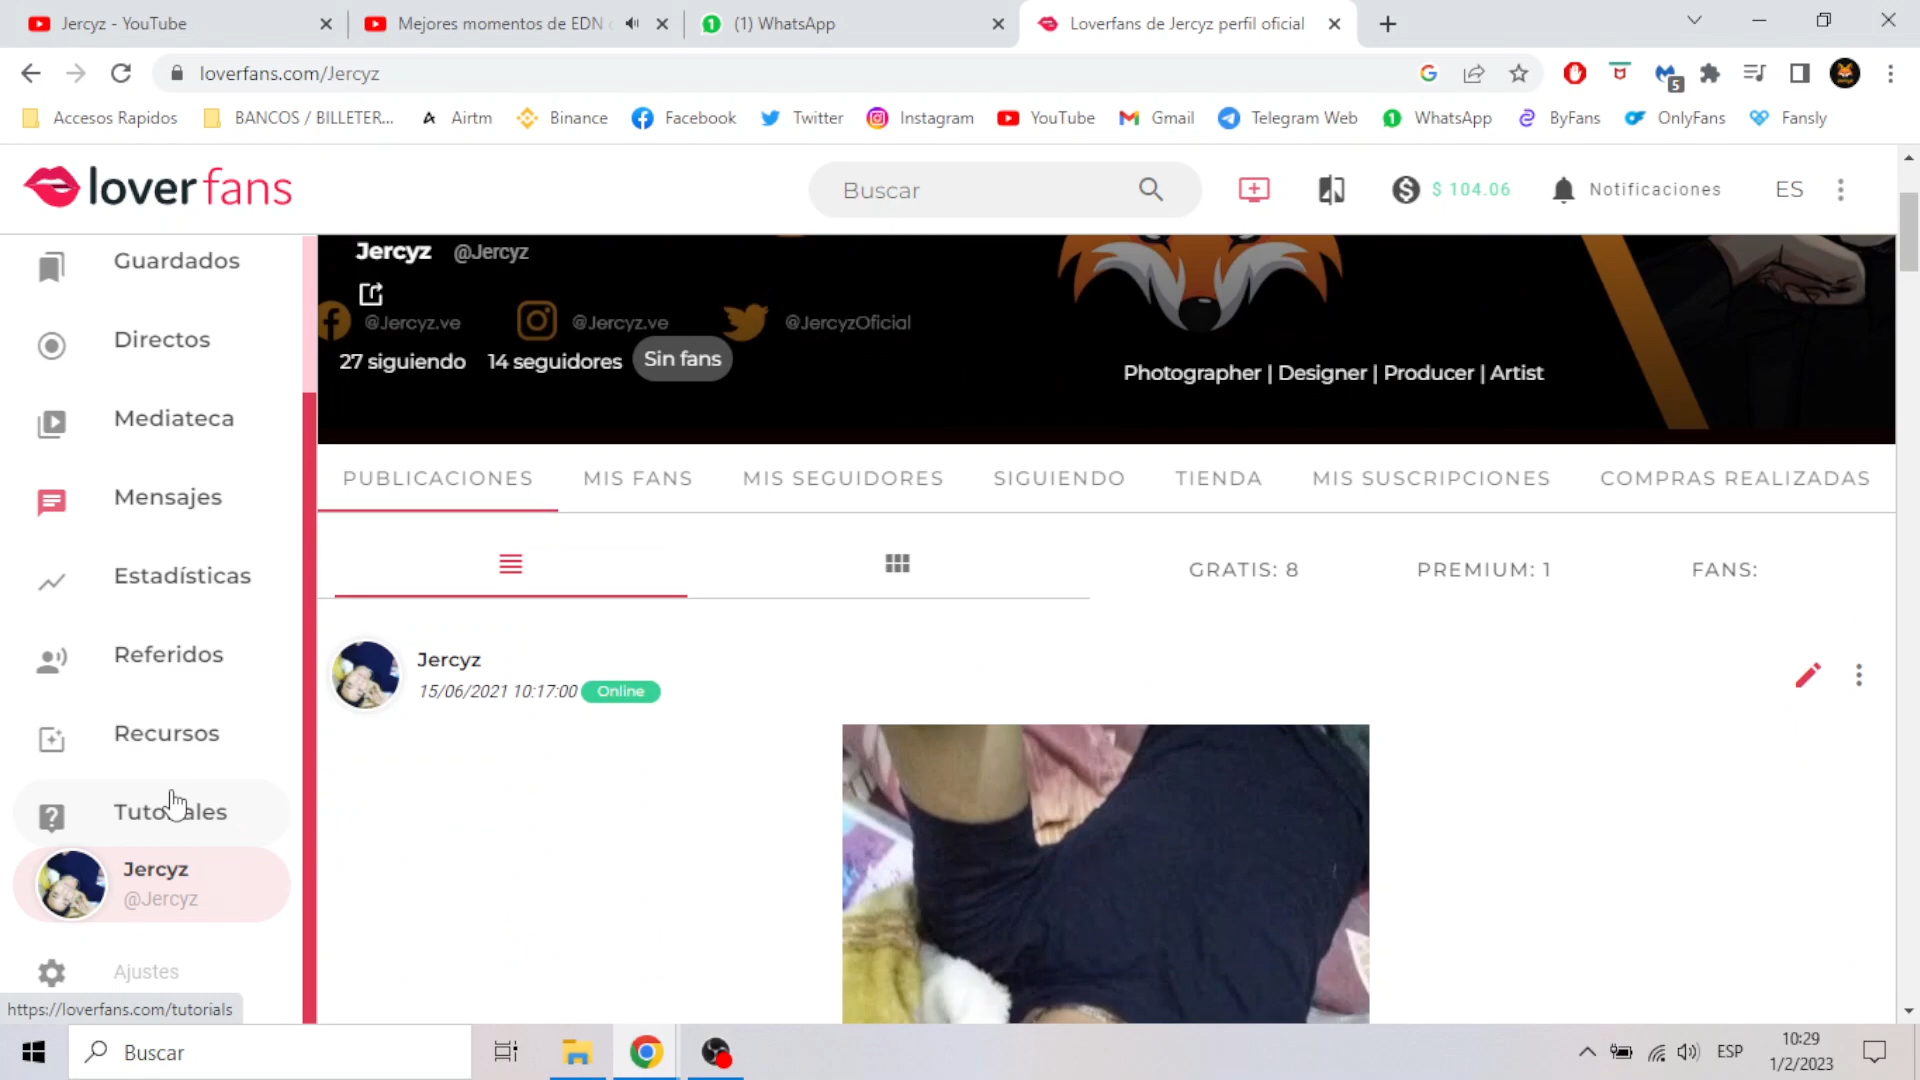 Jercyz - YouTube
Mejores momentos de EDN
(1) WhatsApp
Loverfans de Jercyz perfil oficial
loverfans.com/Jercyz
5
Accesos Rapidos
BANCOS / BILLETER...
Airtm
Binance
Facebook
Twitter
Instagram
YouTube
Gmail
Telegram Web
WhatsApp
ByFans
OnlyFans
Fansly
loverfans
Buscar
$ 104.06
Notificaciones
ES
Guardados
Directos
Mediateca
Mensajes
Estadísticas
Referidos
Recursos
Tutoriales
Jercyz
@Jercyz
Ajustes
https://loverfans.com/tutorials
Jercyz @Jercyz
@Jercyz.ve @Jercyz.ve @JercyzOficial
27 siguiendo 14 seguidores Sin fans
Photographer | Designer | Producer | Artist
PUBLICACIONES MIS FANS MIS SEGUIDORES SIGUIENDO TIENDA MIS SUSCRIPCIONES COMPRAS REALIZADAS
GRATIS: 8 PREMIUM: 1 FANS:
Jercyz
15/06/2021 10:17:00 Online
Buscar
ESP
10:29
1/2/2023